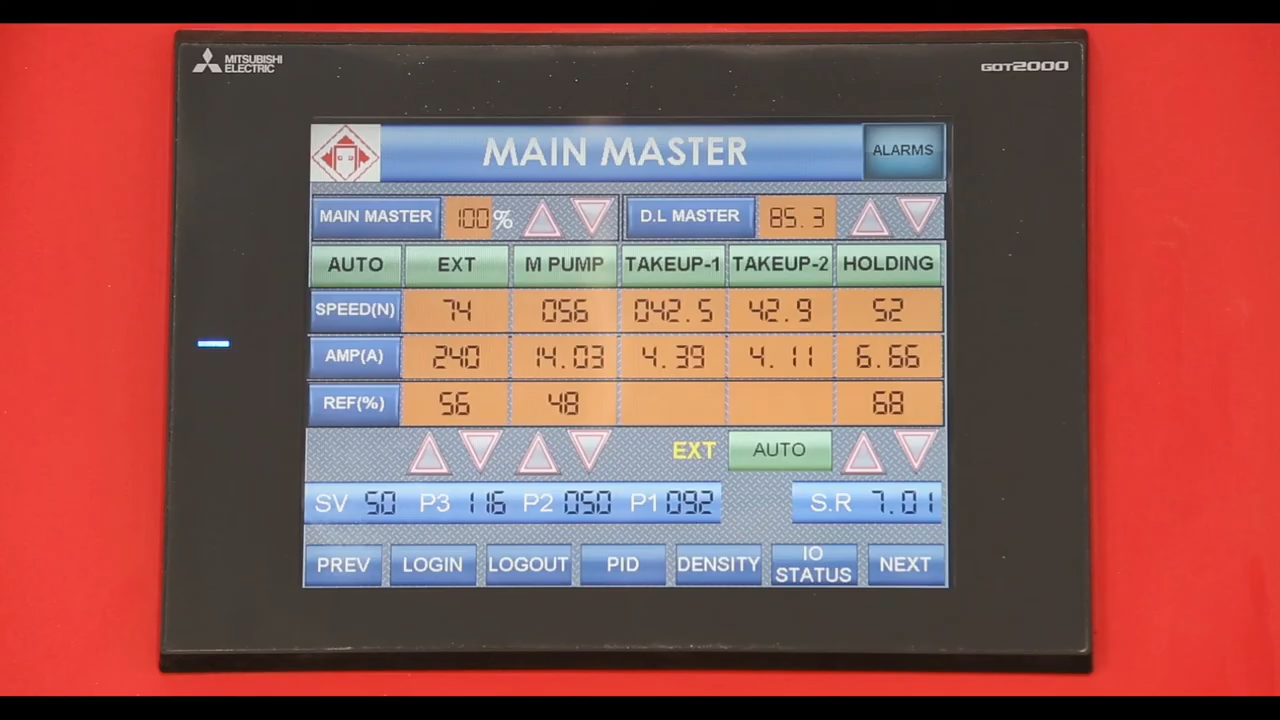 MITSUBISHI
ELECTRIC
GOT2000
MAIN MASTER
ALARMS
MAIN MASTER 100% D.L MASTER 85.3
AUTO EXT M PUMP TAKEUP-1 TAKEUP-2 HOLDING
SPEED(N) 74 056 042.5 42.9 52
AMP(A) 240 14.03 4.39 4.11 6.66
REF(%) 56 48 68
EXT AUTO
SV 50 P3 116 P2 050 P1 092 S.R 7.01
PREV LOGIN LOGOUT PID DENSITY IO STATUS NEXT